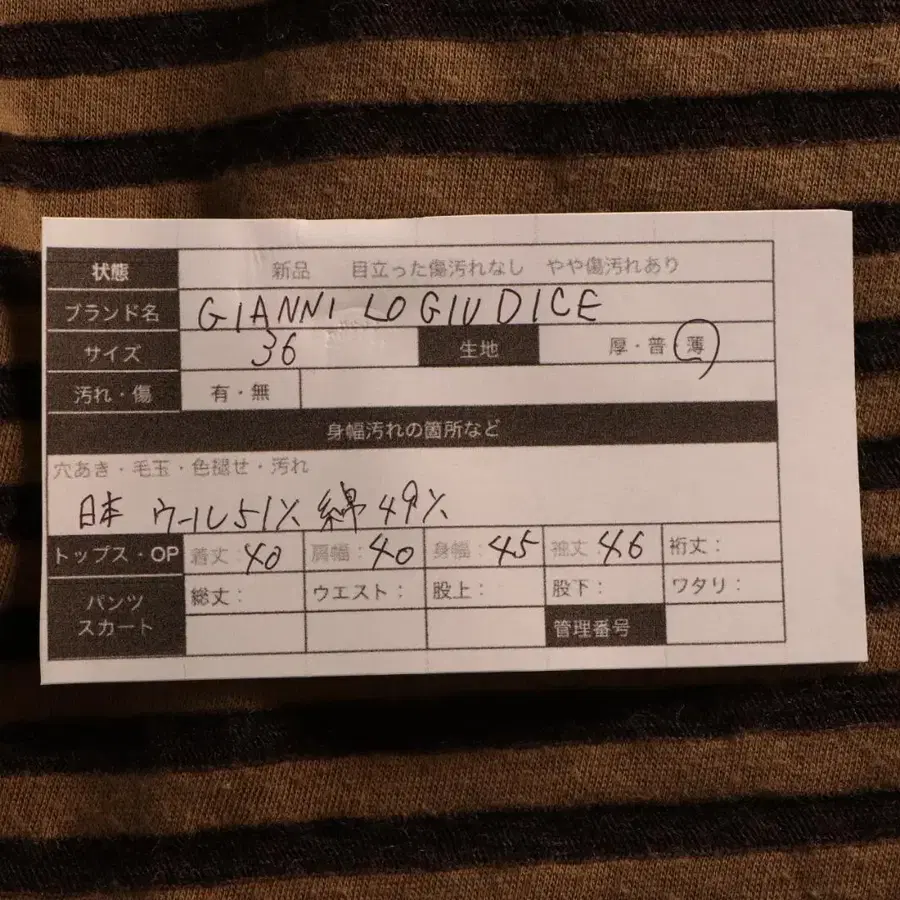 状態 新品 目立った傷汚れなし やや傷汚れあり
ブランド名 GIANNI LO GIUDICE
サイズ 36 生地 厚・普・薄
汚れ・傷 有・無
身幅汚れの箇所など
穴あき・毛玉・色褪せ・汚れ
日本 ウール51% 綿49%
トップス・OP 着丈:40 肩幅:40 身幅:45 袖丈:46 裄丈:
パンツ スカート 総丈: ウエスト: 股上: 股下: ワタリ:
管理番号